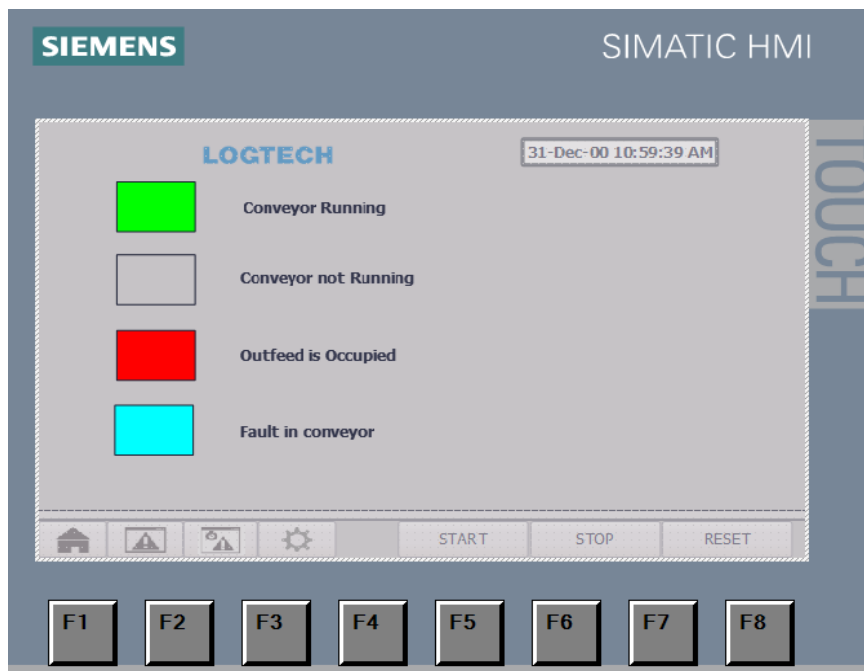 SIEMENS
SIMATIC HMI
TOUCH
LOGTECH
31-Dec-00 10:59:39 AM
Conveyor Running
Conveyor not Running
Outfeed is Occupied
Fault in conveyor
START STOP RESET
F1 F2 F3 F4 F5 F6 F7 F8